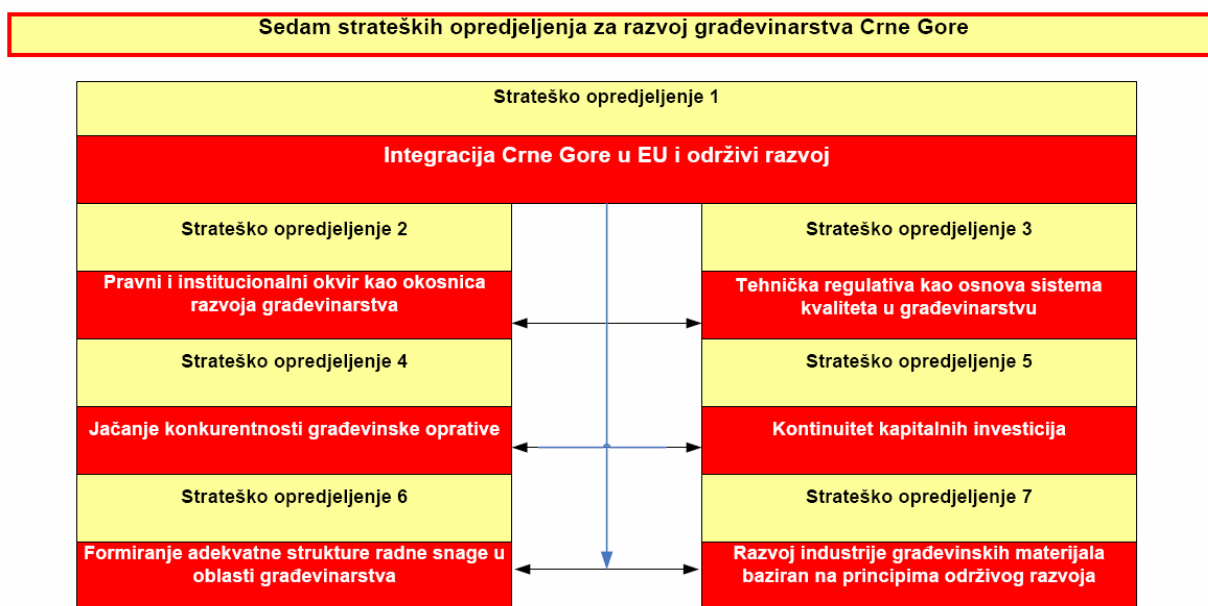 Sedam strateških opredjeljenja za razvoj građevinarstva Crne Gore
Strateško opredjeljenje 1
Integracija Crne Gore u EU i održivi razvoj
Strateško opredjeljenje 2
Pravni i institucionalni okvir kao okosnica
razvoja građevinarstva
Strateško opredjeljenje 3
Tehnička regulativa kao osnova sistema
kvaliteta u građevinarstvu
Strateško opredjeljenje 4
Jačanje konkurentnosti građevinske oprative
Strateško opredjeljenje 5
Kontinuitet kapitalnih investicija
Strateško opredjeljenje 6
Formiranje adekvatne strukture radne snage u
oblasti građevinarstva
Strateško opredjeljenje 7
Razvoj industrije građevinskih materijala
baziran na principima održivog razvoja